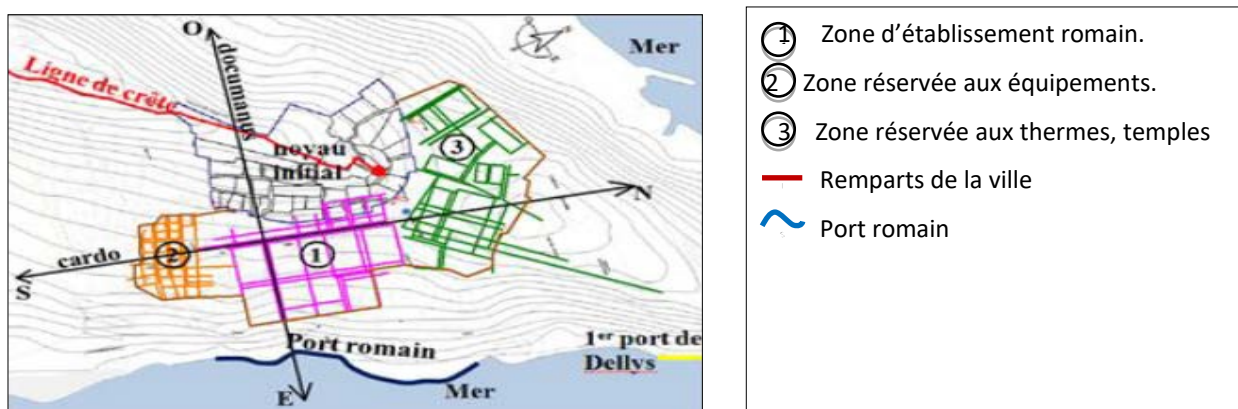 O
documanus
Ligne de crête
Mer
noyau
initial
3
N
cardo
2
1
S
Port romain
1er port de
Dellys
Mer
E
1 Zone d’établissement romain.
2 Zone réservée aux équipements.
3 Zone réservée aux thermes, temples
Remparts de la ville
Port romain